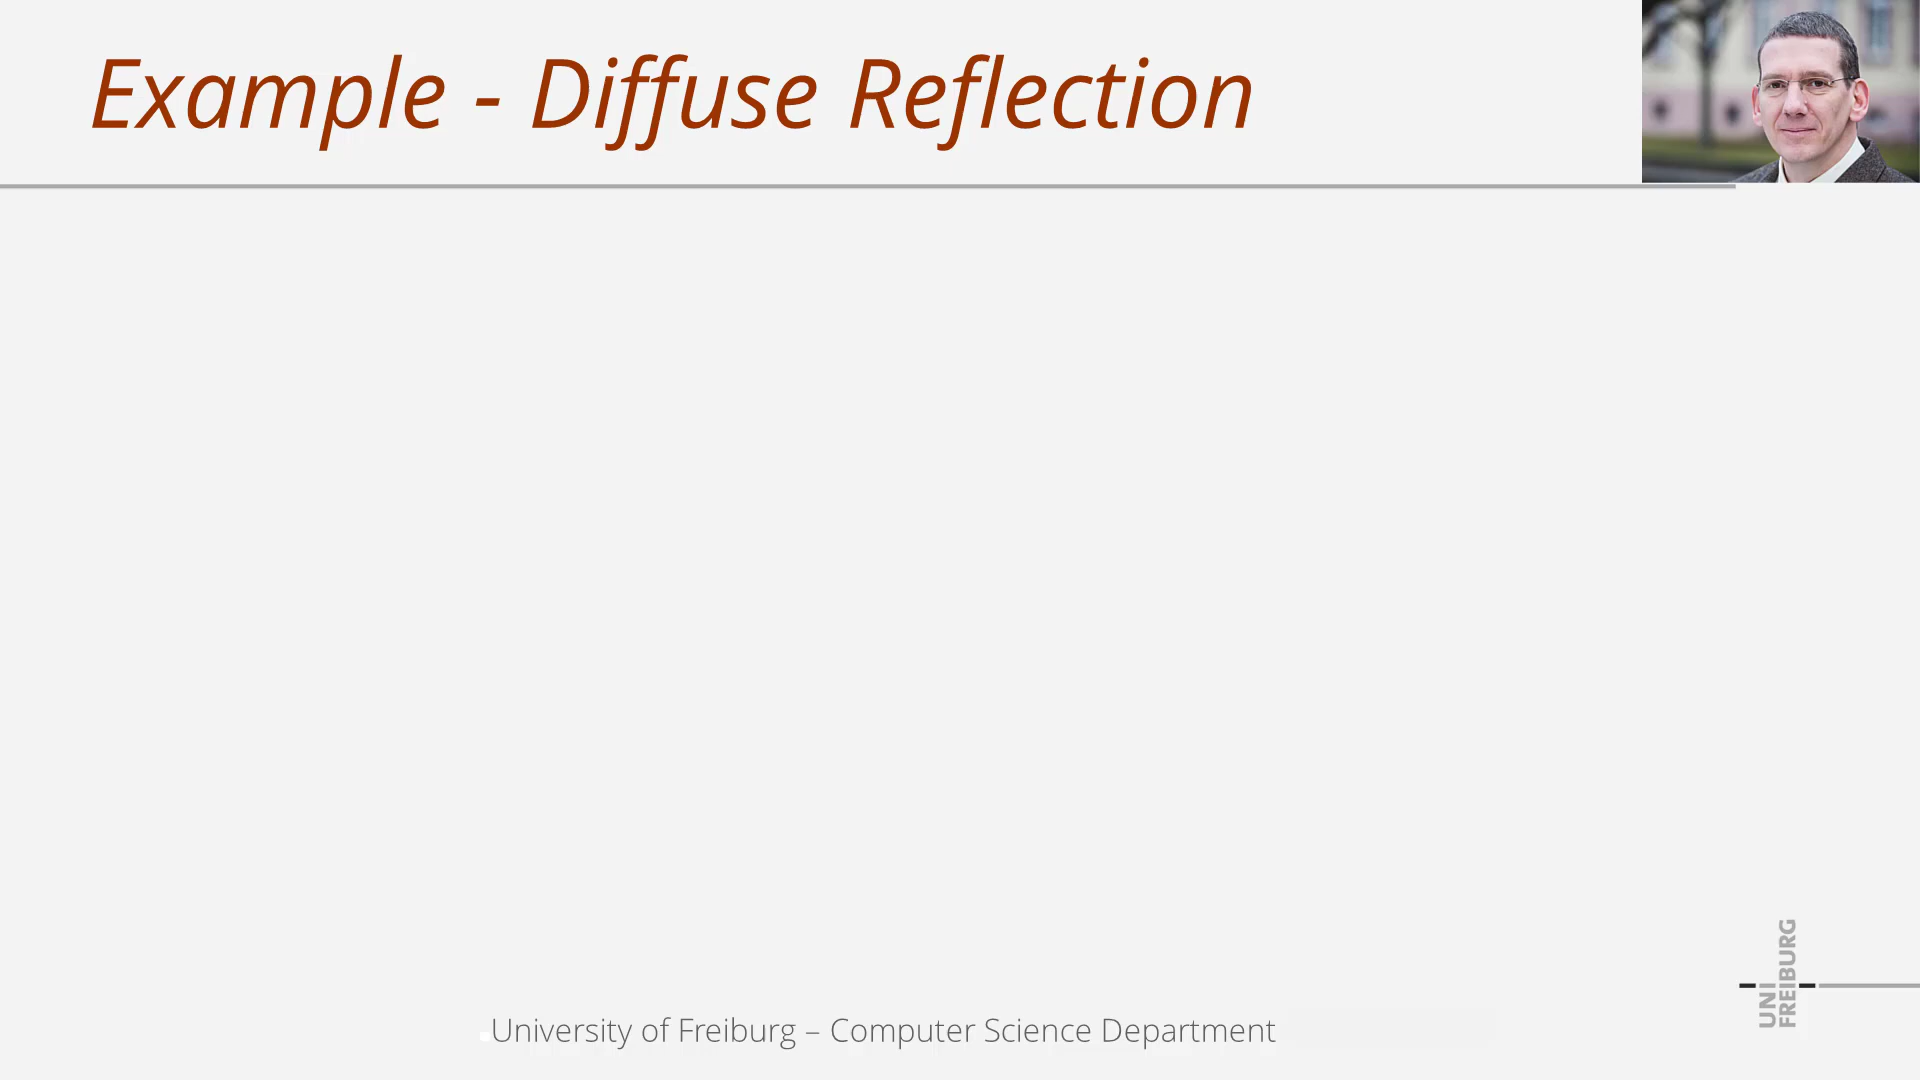 Example - Diffuse Reflection
UNI
FREIBURG
University of Freiburg – Computer Science Department